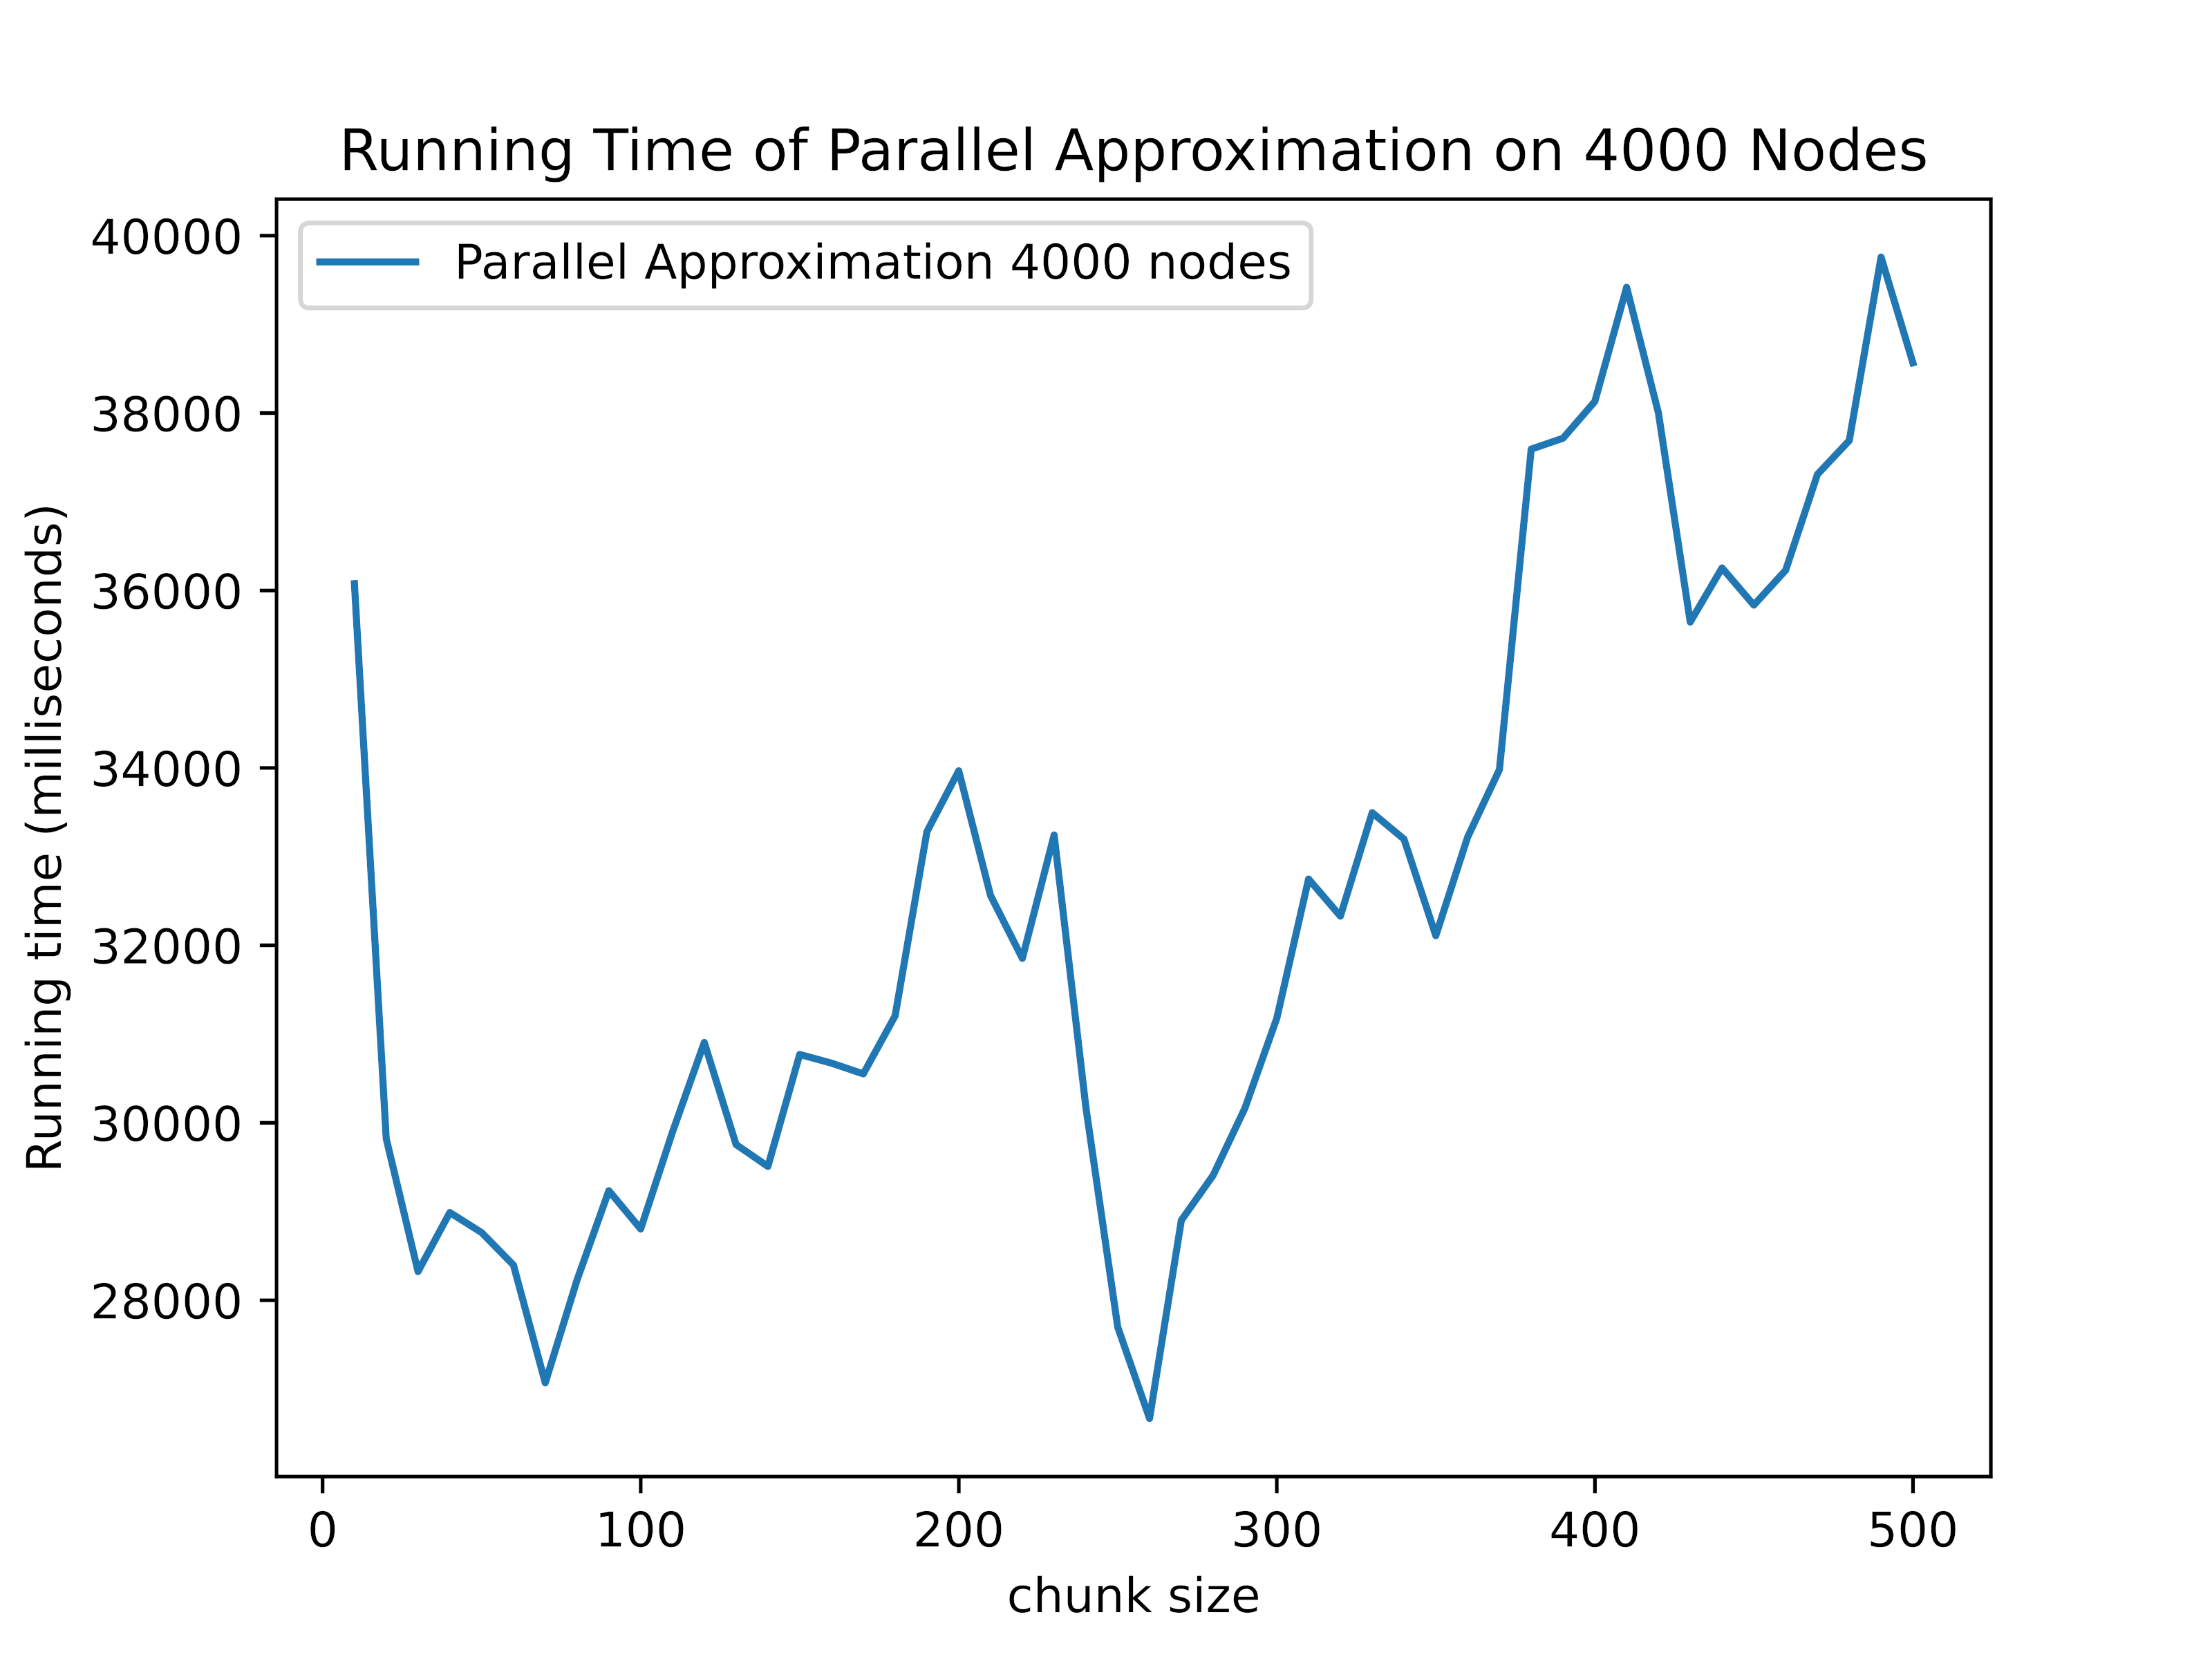 Running Time of Parallel Approximation on 4000 Nodes
Parallel Approximation 4000 nodes
Running time (milliseconds)
40000
38000
36000
34000
32000
30000
28000
0 100 200 300 400 500
chunk size